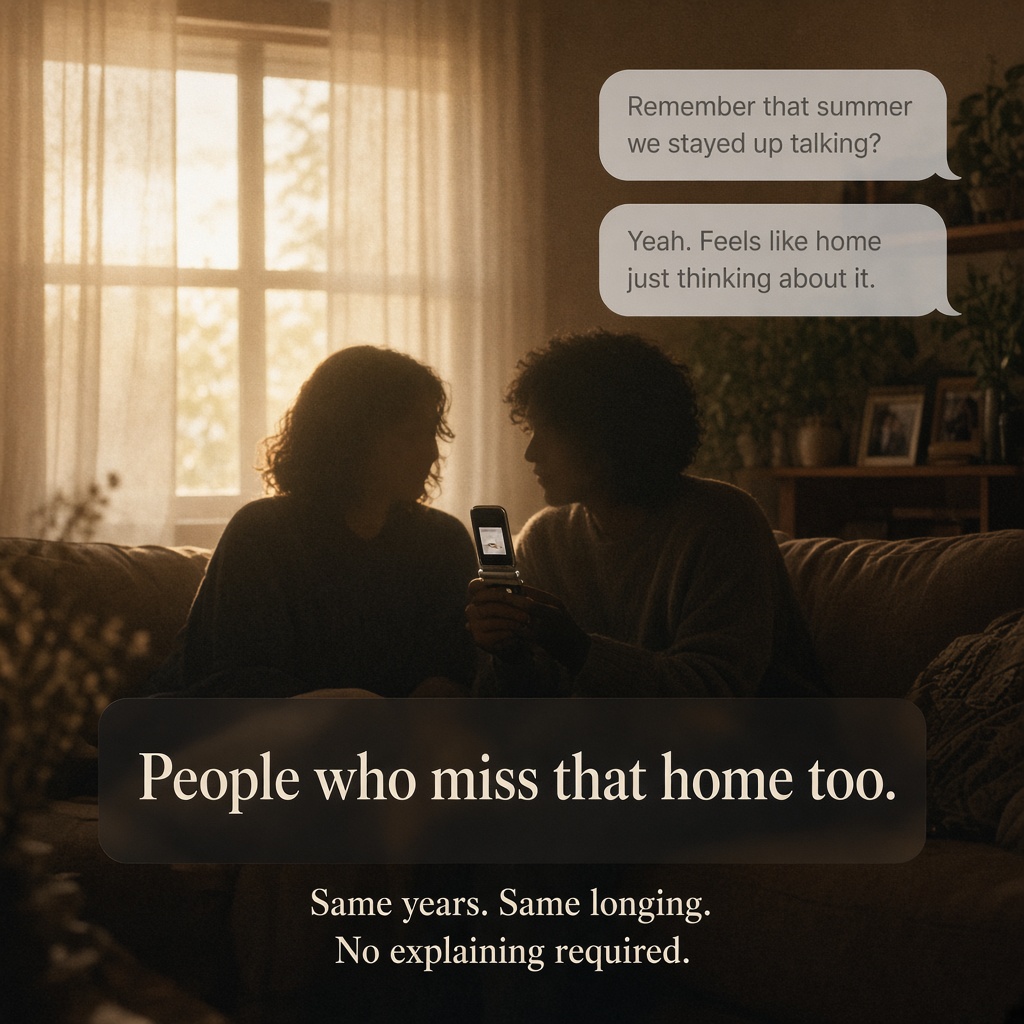 Remember that summer
we stayed up talking?
Yeah. Feels like home
just thinking about it.
People who miss that home too.
Same years. Same longing.
No explaining required.